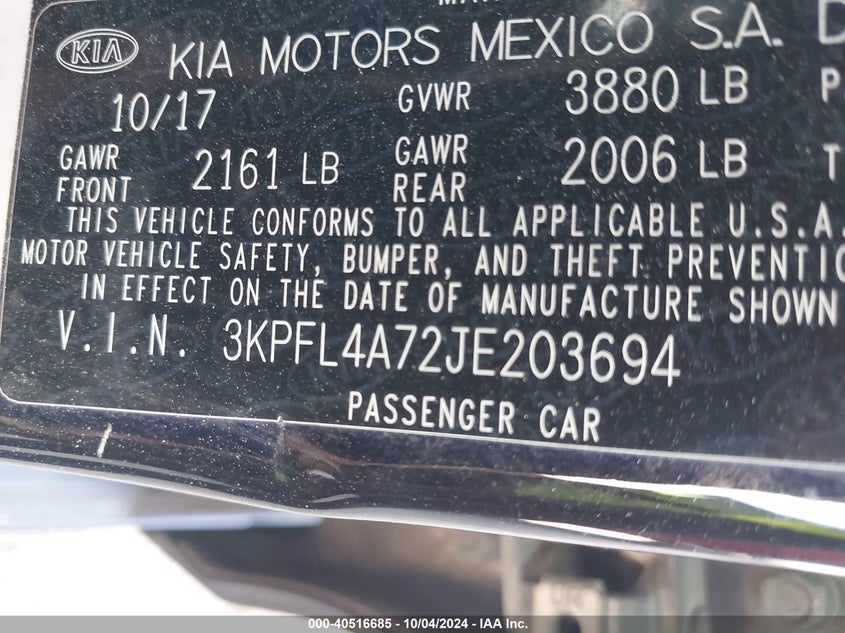 KIA KIA MOTORS MEXICO S.A. D
10/17 GVWR 3880 LB P
GAWR FRONT 2161 LB GAWR REAR 2006 LB T
THIS VEHICLE CONFORMS TO ALL APPLICABLE U.S.A.
MOTOR VEHICLE SAFETY, BUMPER, AND THEFT PREVENTIO
IN EFFECT ON THE DATE OF MANUFACTURE SHOWN
V.I.N. 3KPFL4A72JE203694
PASSENGER CAR
000-40516685 - 10/04/2024 - IAA Inc.